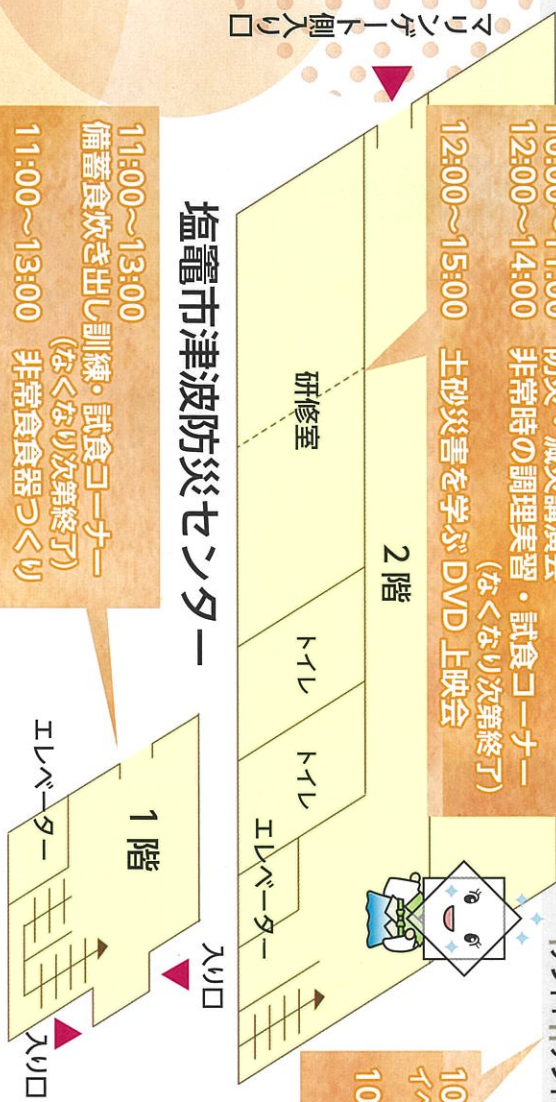 マリンゲート側入り口
12:00～14:00　非常時の調理実習・試食コーナー
(なくなり次第終了)
12:00～15:00　土砂災害を学ぶ DVD 上映会
2 階
研修室
トイレ
トイレ
エレベーター
塩竈市津波防災センター
11:00～13:00
備蓄食炊き出し訓練・試食コーナー
(なくなり次第終了)
11:00～13:00　非常食食器つくり
1 階
エレベーター
入り口
入り口